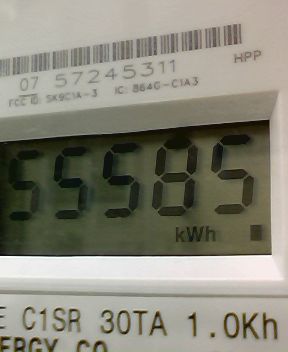 HPP
07 57245311
FCC ID: SK9C1A-3 IC: 864G-C1A3
55585
kWh
E C1SR 30TA 1.0Kh
ERGY CO